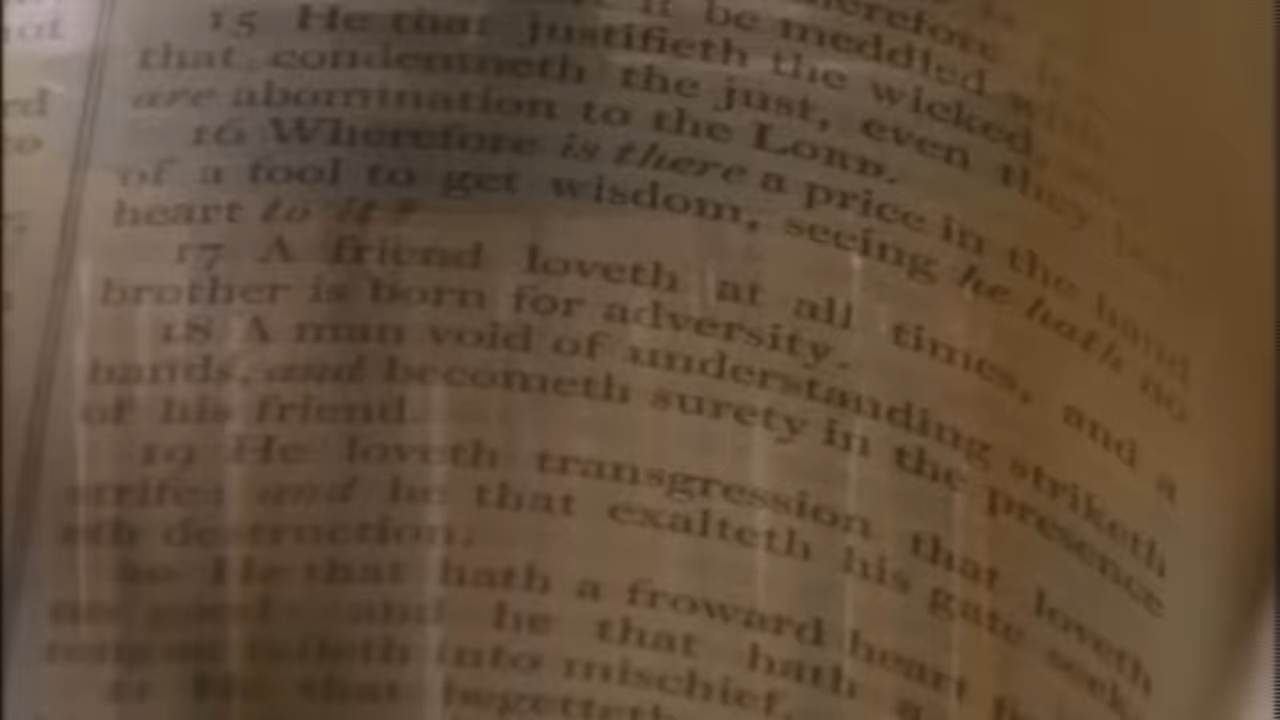 therefore
it be meddled with
15 He that justifieth the wicked,
that condemneth the just, even they
are abomination to the LORD.
16 Wherefore is there a price in the hand
of a fool to get wisdom, seeing he hath no
heart to it?
17 A friend loveth at all times, and a
brother is born for adversity.
18 A man void of understanding striketh
hands, and becometh surety in the presence
of his friend.
19 He loveth transgression that loveth
strife: and he that exalteth his gate seek-
eth destruction.
20 He that hath a froward heart
and he that hath a
into mischief.
21 He that begetteth